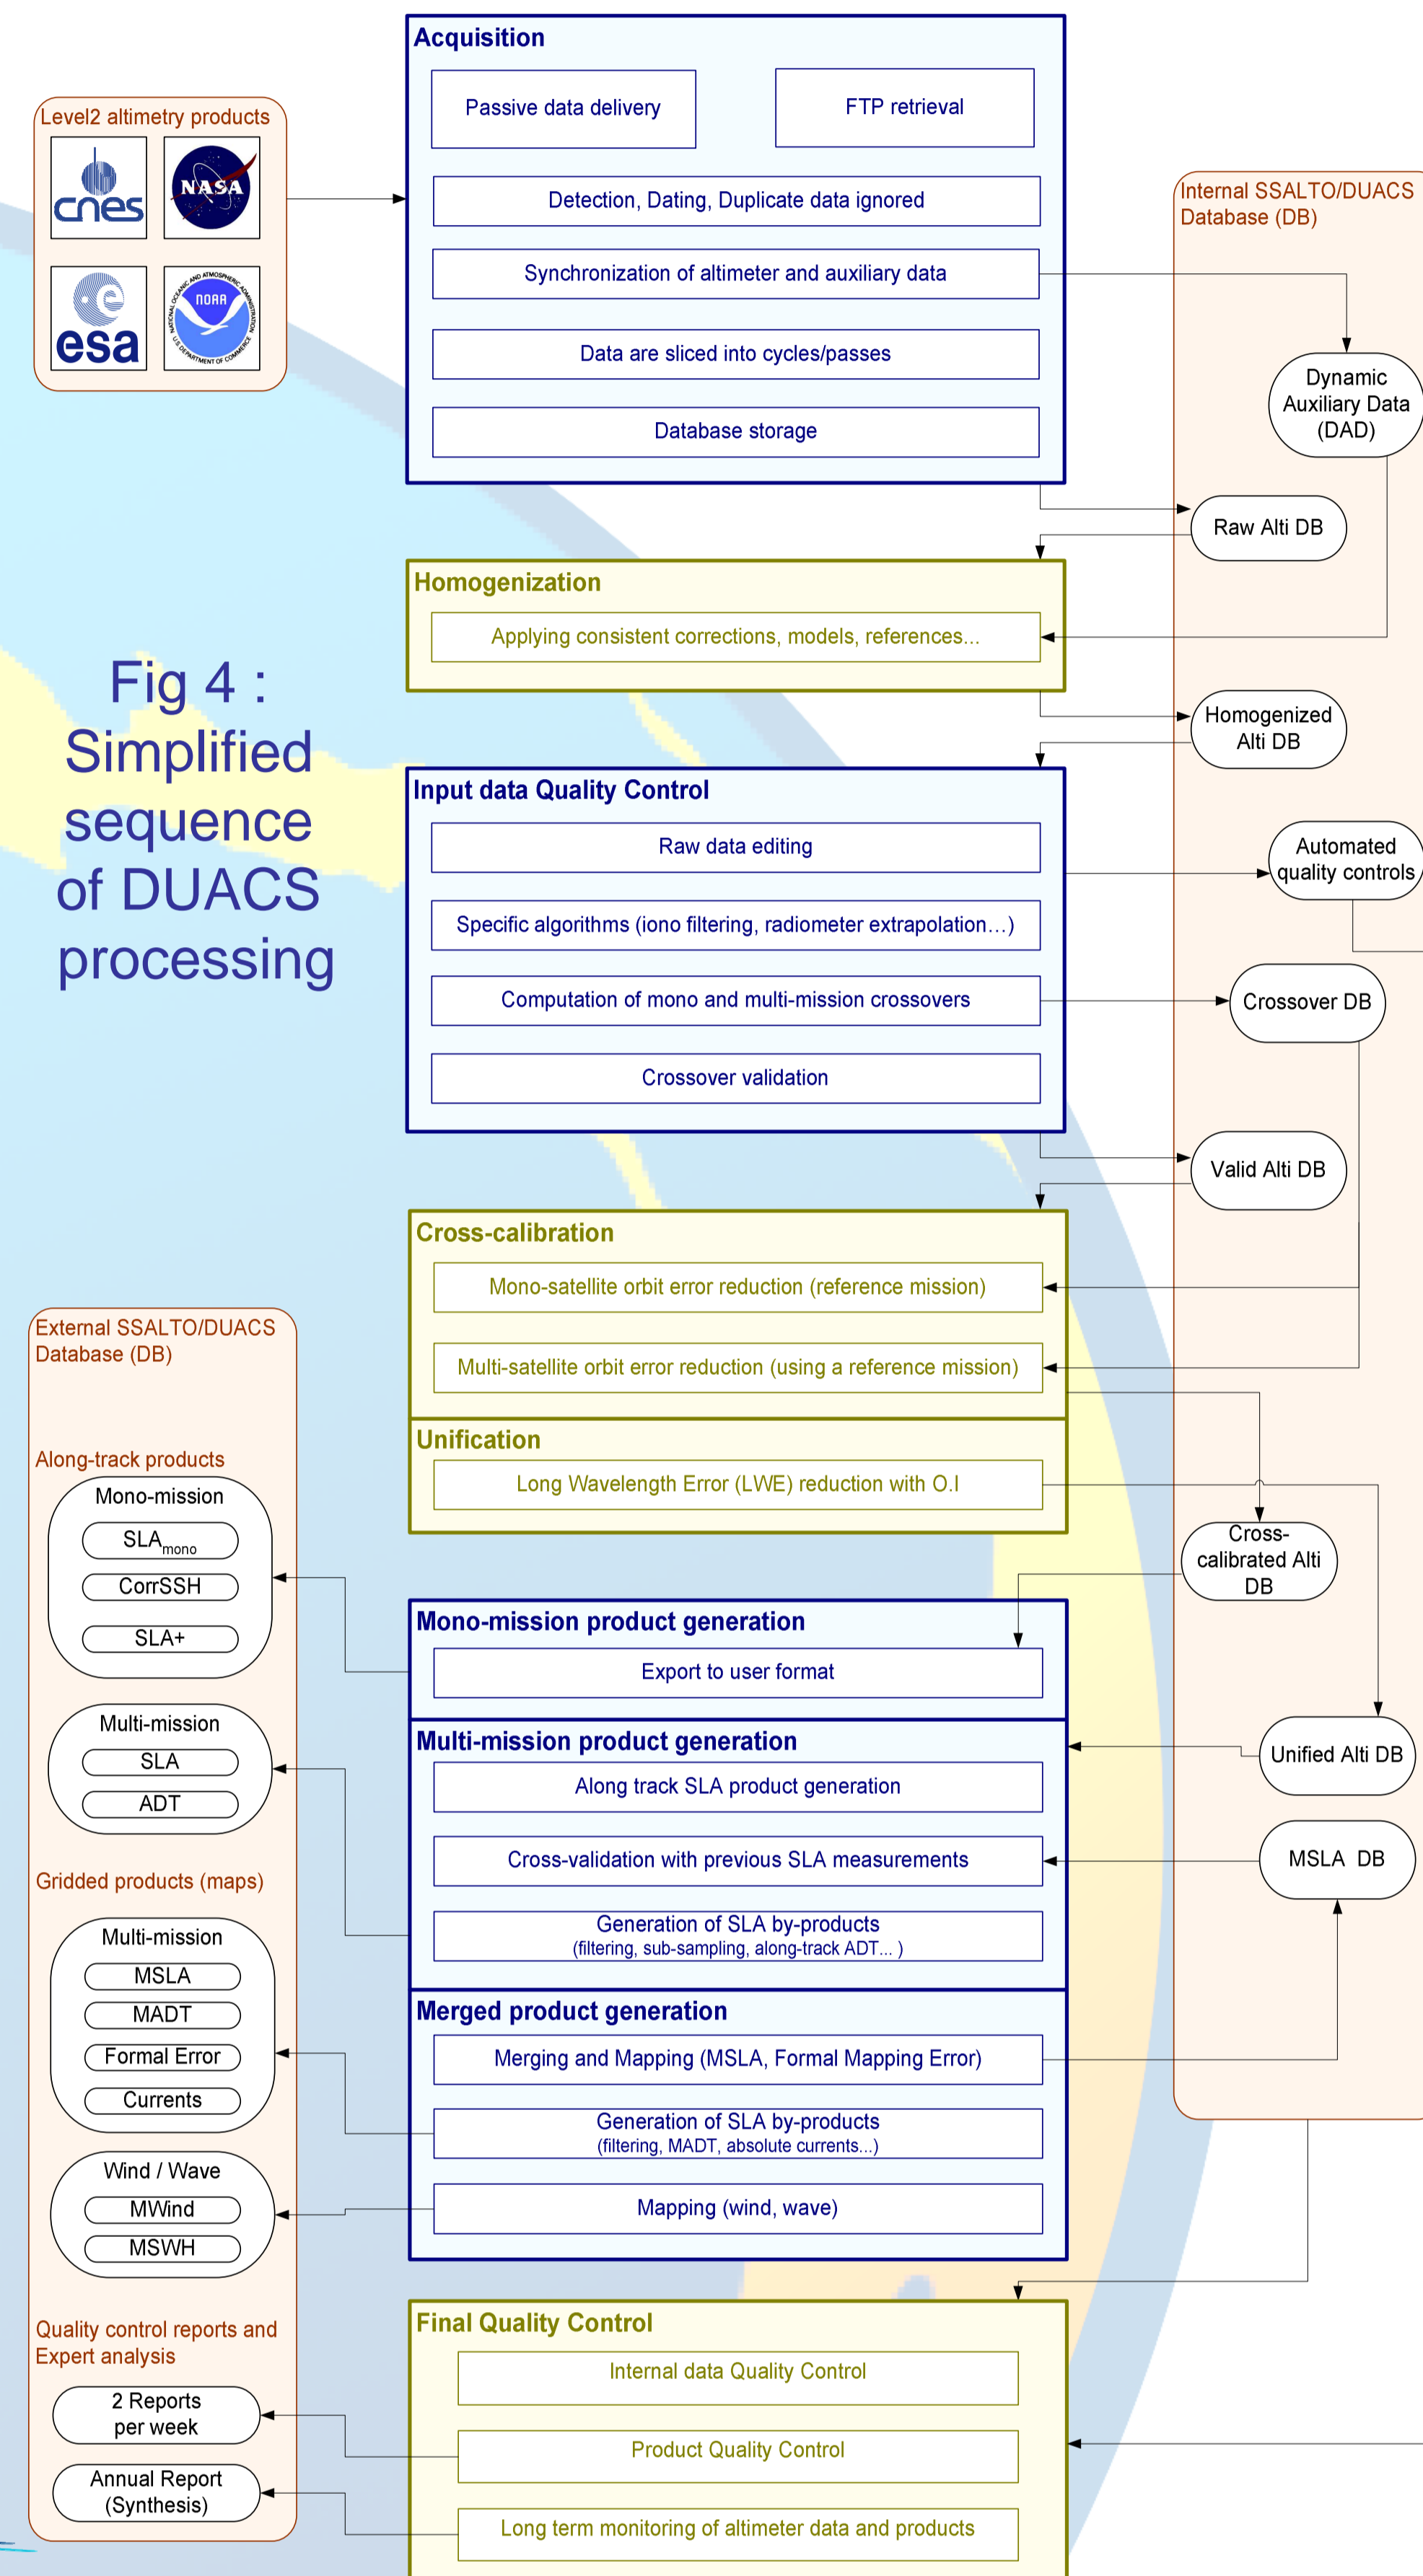 Acquisition
Passive data delivery
FTP retrieval
Detection, Dating, Duplicate data ignored
Synchronization of altimeter and auxiliary data
Data are sliced into cycles/passes
Database storage
Level2 altimetry products
cnes
NASA
esa
NATIONAL OCEANIC AND ATMOSPHERIC ADMINISTRATION
NOAA
U.S. DEPARTMENT OF COMMERCE
Internal SSALTO/DUACS
Database (DB)
Dynamic
Auxiliary Data
(DAD)
Raw Alti DB
Homogenization
Applying consistent corrections, models, references...
Homogenized
Alti DB
Fig 4 :
Simplified
sequence
of DUACS
processing
Input data Quality Control
Raw data editing
Specific algorithms (iono filtering, radiometer extrapolation…)
Computation of mono and multi-mission crossovers
Crossover validation
Automated
quality controls
Crossover DB
Valid Alti DB
Cross-calibration
Mono-satellite orbit error reduction (reference mission)
Multi-satellite orbit error reduction (using a reference mission)
Unification
Long Wavelength Error (LWE) reduction with O.I
Cross-
calibrated Alti
DB
External SSALTO/DUACS
Database (DB)
Along-track products
Mono-mission
SLAmono
CorrSSH
SLA+
Multi-mission
SLA
ADT
Gridded products (maps)
Multi-mission
MSLA
MADT
Formal Error
Currents
Wind / Wave
MWind
MSWH
Quality control reports and
Expert analysis
2 Reports
per week
Annual Report
(Synthesis)
Mono-mission product generation
Export to user format
Multi-mission product generation
Along track SLA product generation
Cross-validation with previous SLA measurements
Generation of SLA by-products
(filtering, sub-sampling, along-track ADT... )
Unified Alti DB
MSLA DB
Merged product generation
Merging and Mapping (MSLA, Formal Mapping Error)
Generation of SLA by-products
(filtering, MADT, absolute currents...)
Mapping (wind, wave)
Final Quality Control
Internal data Quality Control
Product Quality Control
Long term monitoring of altimeter data and products